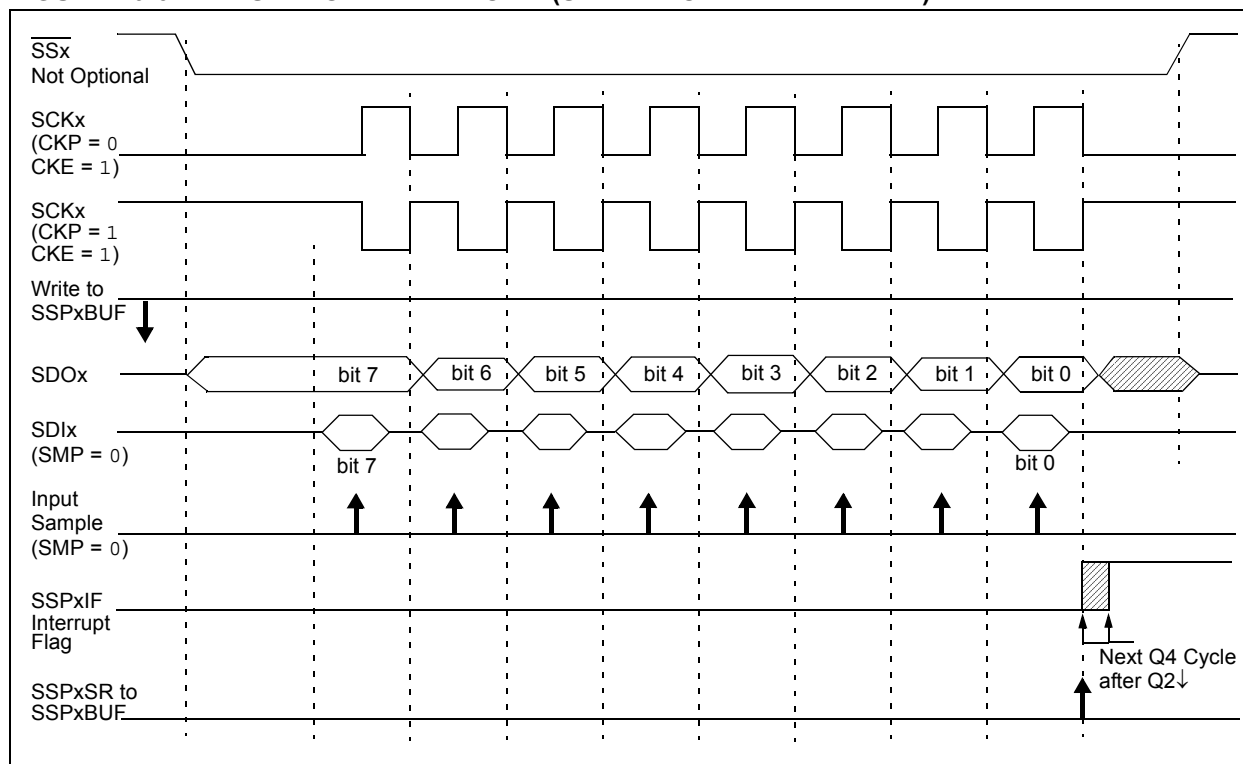 SSx
Not Optional
SCKx
(CKP = 0
CKE = 1)
SCKx
(CKP = 1
CKE = 1)
Write to
SSPxBUF
SDOx
bit 7 bit 6 bit 5 bit 4 bit 3 bit 2 bit 1 bit 0
SDIx
(SMP = 0)
bit 7 bit 0
Input
Sample
(SMP = 0)
SSPxIF
Interrupt
Flag
Next Q4 Cycle
after Q2↓
SSPxSR to
SSPxBUF